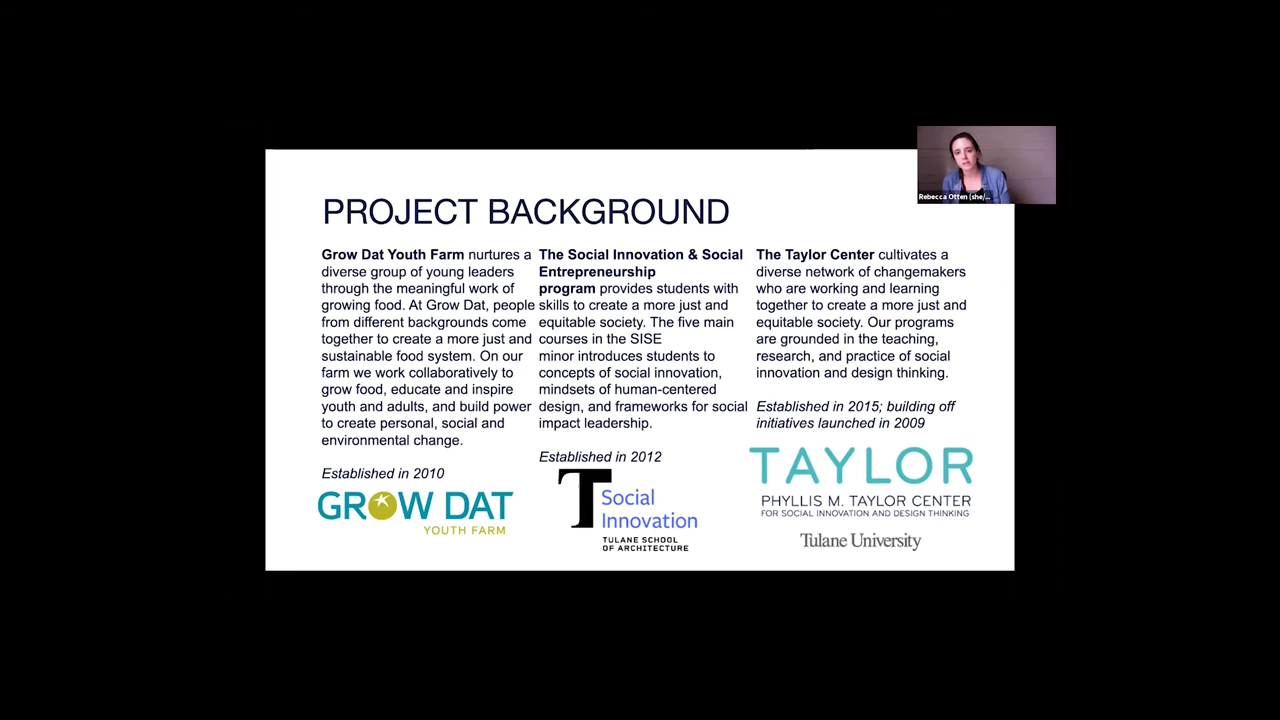 Rebecca Otten (she/...
PROJECT BACKGROUND
Grow Dat Youth Farm nurtures a
diverse group of young leaders
through the meaningful work of
growing food. At Grow Dat, people
from different backgrounds come
together to create a more just and
sustainable food system. On our
farm we work collaboratively to
grow food, educate and inspire
youth and adults, and build power
to create personal, social and
environmental change.
Established in 2010
GROW DAT
YOUTH FARM
The Social Innovation & Social
Entrepreneurship
program provides students with
skills to create a more just and
equitable society. The five main
courses in the SISE
minor introduces students to
concepts of social innovation,
mindsets of human-centered
design, and frameworks for social
impact leadership.
Established in 2012
T
Social
Innovation
TULANE SCHOOL
OF ARCHITECTURE
The Taylor Center cultivates a
diverse network of changemakers
who are working and learning
together to create a more just and
equitable society. Our programs
are grounded in the teaching,
research, and practice of social
innovation and design thinking.
Established in 2015; building off
initiatives launched in 2009
TAYLOR
PHYLLIS M. TAYLOR CENTER
FOR SOCIAL INNOVATION AND DESIGN THINKING
Tulane University